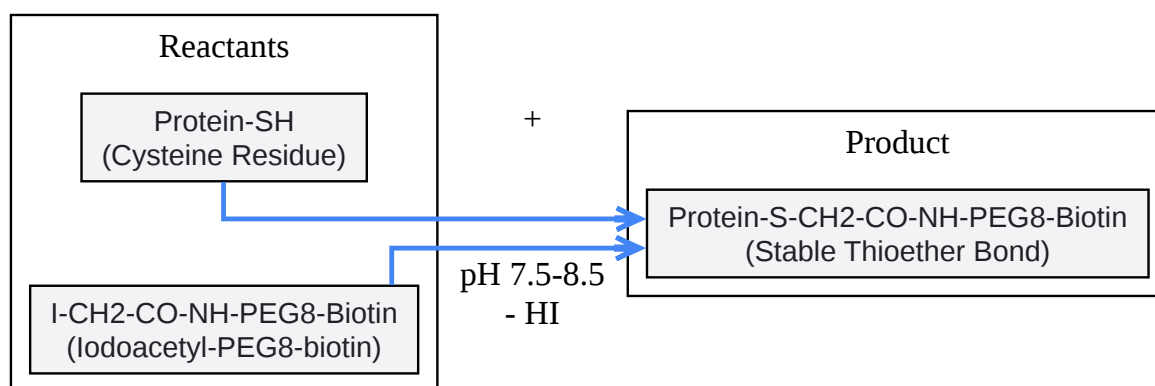 Reactants
Protein-SH
(Cysteine Residue)
I-CH2-CO-NH-PEG8-Biotin
(Iodoacetyl-PEG8-biotin)
+
pH 7.5-8.5
- HI
Product
Protein-S-CH2-CO-NH-PEG8-Biotin
(Stable Thioether Bond)